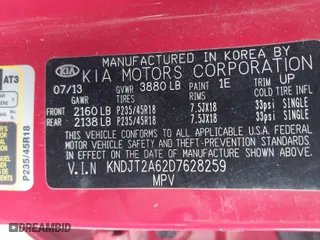 MANUFACTURED IN KOREA BY
KIA KIA MOTORS CORPORATION
07/13 GVWR 3880 LB PAINT 1E TRIM UP
GAWR TIRES RIMS COLD TIRE INFLATION
FRONT 2160 LB P235/45R18 7.5JX18 33psi SINGLE
REAR 2138 LB P235/45R18 7.5JX18 33psi SINGLE
THIS VEHICLE CONFORMS TO ALL APPLICABLE U.S.
FEDERAL MOTOR VEHICLE SAFETY, BUMPER, AND
THEFT PREVENTION STANDARDS IN EFFECT ON
THE DATE OF MANUFACTURE SHOWN ABOVE.
V.I.N KNDJT2A62D7628259
MPV
AT3
P235/45R18